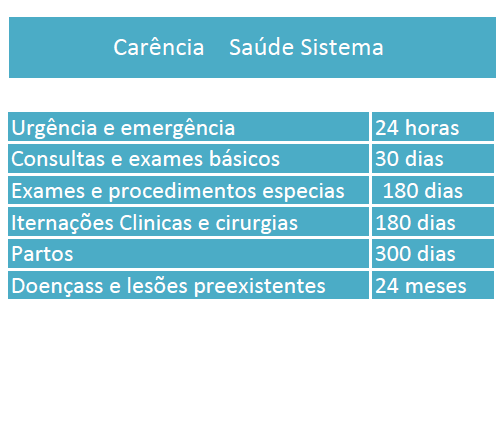 Carência Saúde Sistema
Urgência e emergência 24 horas
Consultas e exames básicos 30 dias
Exames e procedimentos especias 180 dias
Iternações Clinicas e cirurgias 180 dias
Partos 300 dias
Doençass e lesões preexistentes 24 meses